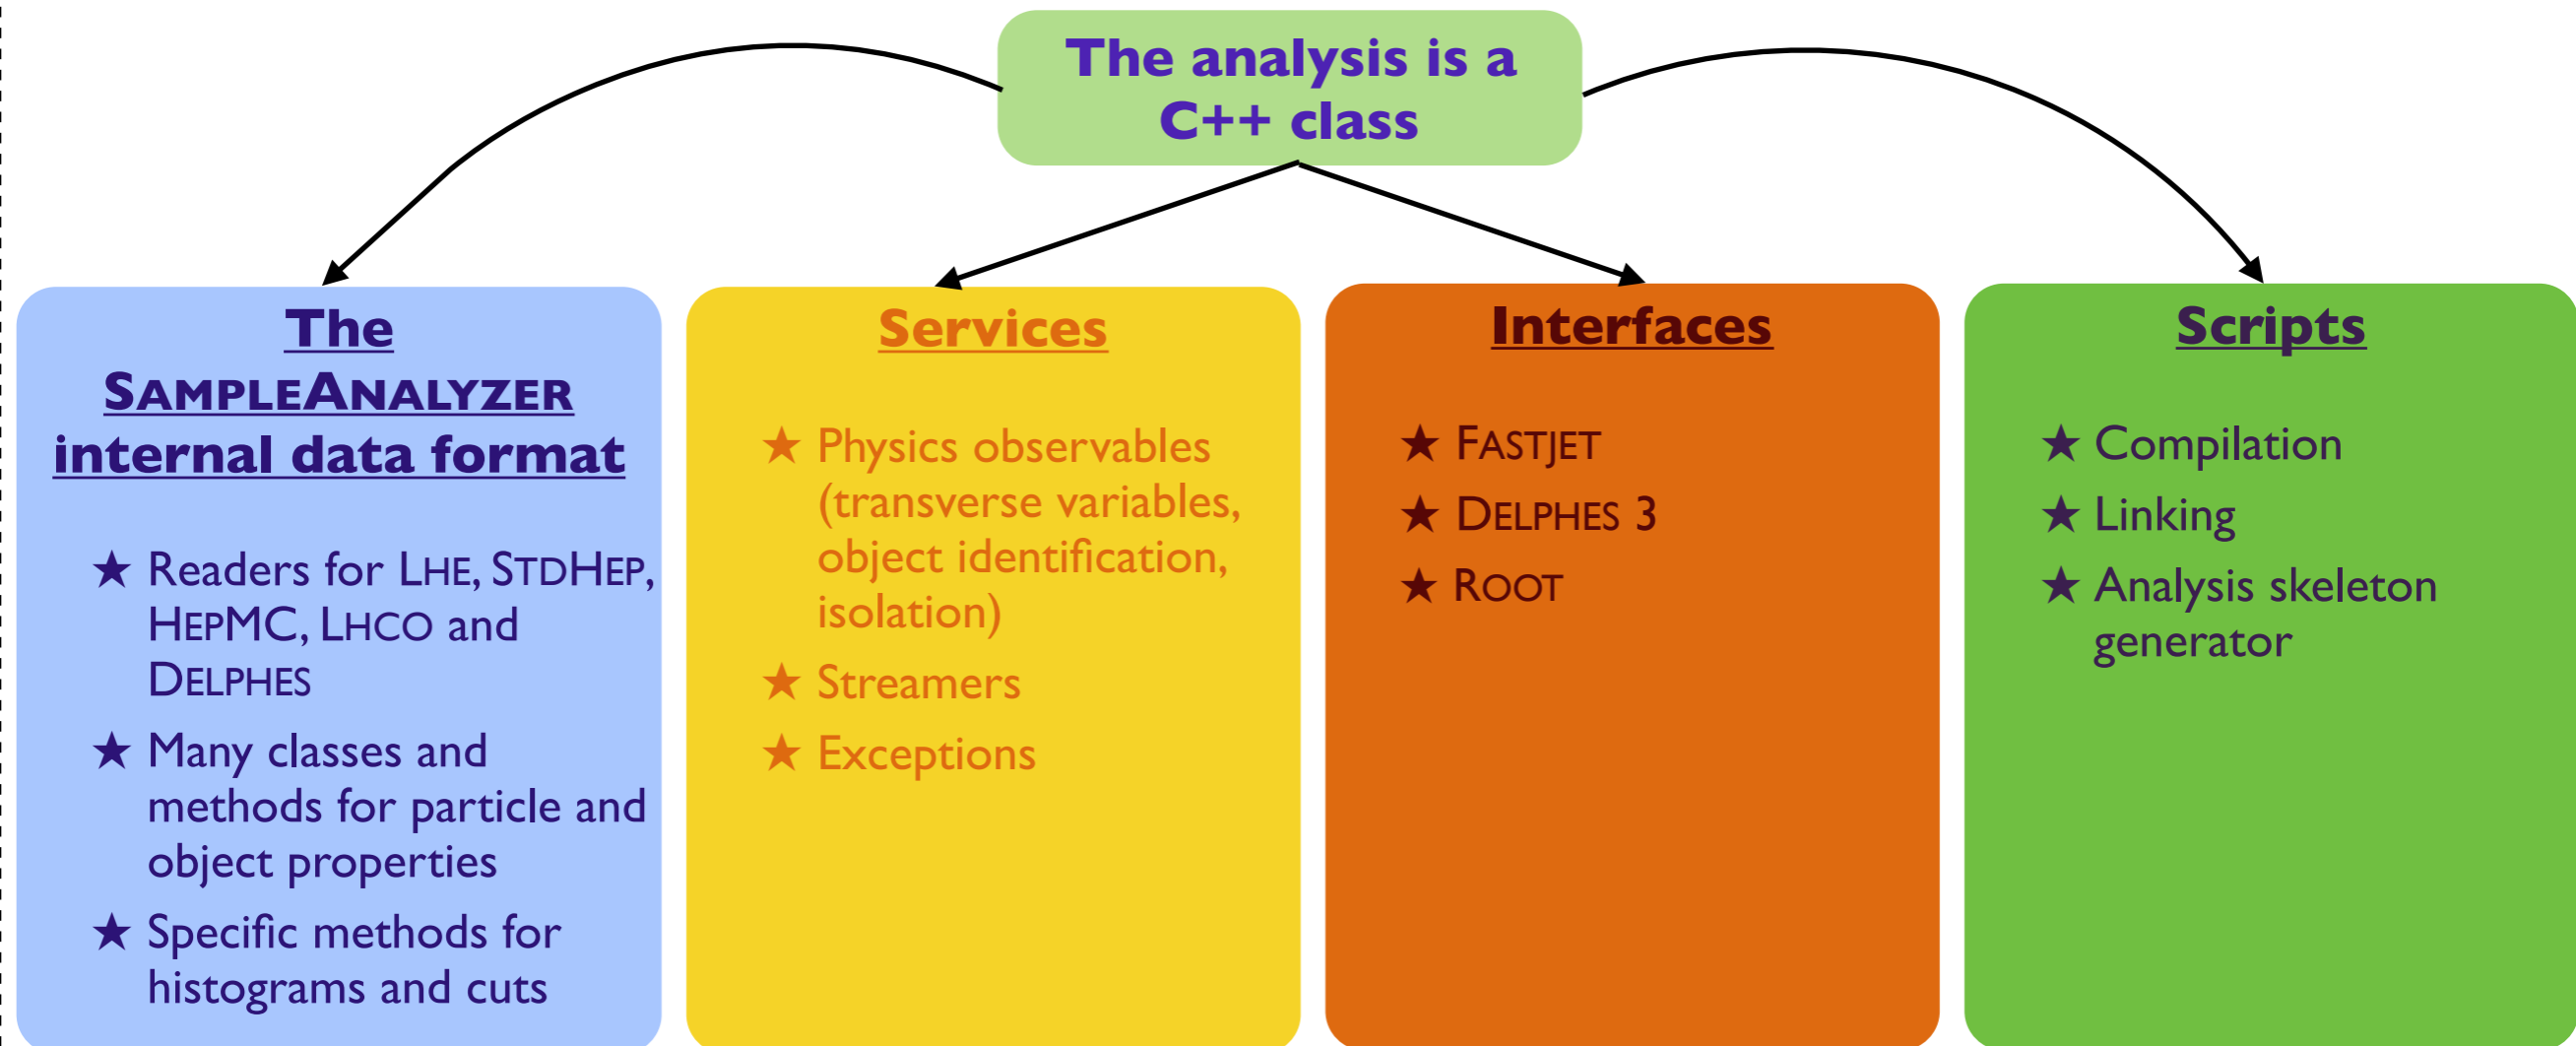 The analysis is a
C++ class
The
SAMPLEANALYZER
internal data format
★ Readers for LHE, STDHEP,
HEPMC, LHCO and
DELPHES
★ Many classes and
methods for particle and
object properties
★ Specific methods for
histograms and cuts
Services
★ Physics observables
(transverse variables,
object identification,
isolation)
★ Streamers
★ Exceptions
Interfaces
★ FASTJET
★ DELPHES 3
★ ROOT
Scripts
★ Compilation
★ Linking
★ Analysis skeleton
generator